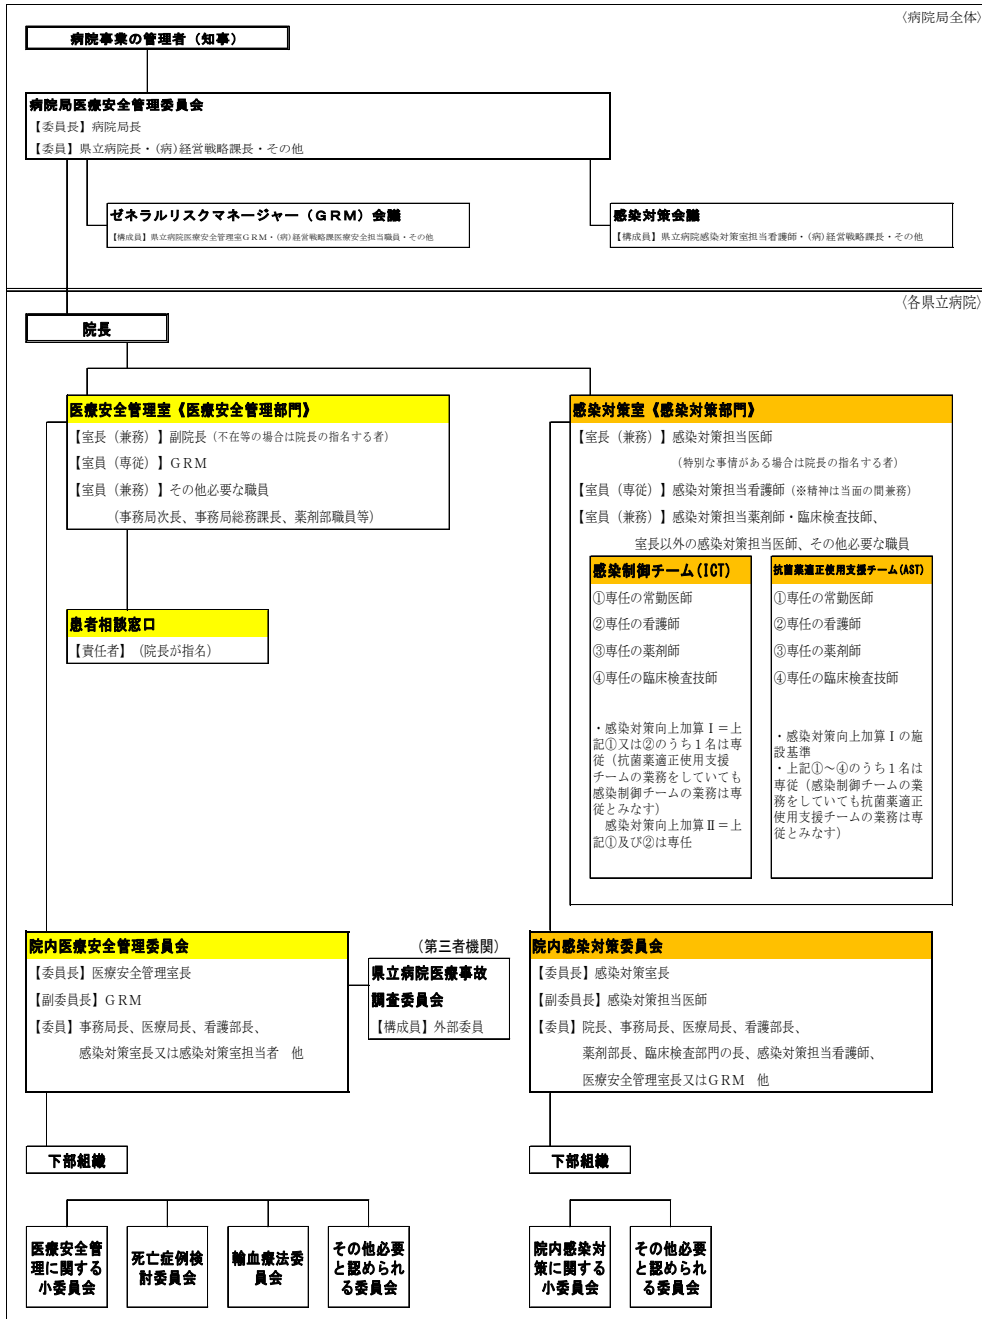 〈病院局全体〉
病院事業の管理者（知事）
病院局医療安全管理委員会
【委員長】病院局長
【委員】県立病院長・(病)経営戦略課長・その他
ゼネラルリスクマネージャー（ＧＲＭ）会議
【構成員】県立病院医療安全管理室ＧＲＭ・(病)経営戦略課医療安全担当職員・その他
感染対策会議
【構成員】県立病院感染対策室担当看護師・(病)経営戦略課長・その他
〈各県立病院〉
院長
医療安全管理室《医療安全管理部門》
【室長（兼務）】副院長（不在等の場合は院長の指名する者）
【室員（専従）】ＧＲＭ
【室員（兼務）】その他必要な職員
（事務局次長、事務局総務課長、薬剤部職員等）
患者相談窓口
【責任者】（院長が指名）
感染対策室《感染対策部門》
【室長（兼務）】感染対策担当医師
（特別な事情がある場合は院長の指名する者）
【室員（専従）】感染対策担当看護師（※精神は当面の間兼務）
【室員（兼務）】感染対策担当薬剤師・臨床検査技師、
室長以外の感染対策担当医師、その他必要な職員
感染制御チーム(ICT)
①専任の常勤医師
②専任の看護師
③専任の薬剤師
④専任の臨床検査技師
・感染対策向上加算Ⅰ＝上
記①又は②のうち１名は専
従（抗菌薬適正使用支援
チームの業務をしていても
感染制御チームの業務は専
従とみなす）
　感染対策向上加算Ⅱ＝上
記①及び②は専任
抗菌薬適正使用支援チーム(AST)
①専任の常勤医師
②専任の看護師
③専任の薬剤師
④専任の臨床検査技師
・感染対策向上加算Ⅰの施
設基準
・上記①～④のうち１名は
専従（感染制御チームの業
務をしていても抗菌薬適正
使用支援チームの業務は専
従とみなす）
院内医療安全管理委員会
【委員長】医療安全管理室長
【副委員長】ＧＲＭ
【委員】事務局長、医療局長、看護部長、
感染対策室長又は感染対策室担当者　他
（第三者機関）
県立病院医療事故
調査委員会
【構成員】外部委員
院内感染対策委員会
【委員長】感染対策室長
【副委員長】感染対策担当医師
【委員】院長、事務局長、医療局長、看護部長、
薬剤部長、臨床検査部門の長、感染対策担当看護師、
医療安全管理室長又はＧＲＭ　他
下部組織
医療安全管
理に関する
小委員会
死亡症例検
討委員会
輸血療法委
員会
その他必要
と認められ
る委員会
下部組織
院内感染対
策に関する
小委員会
その他必要
と認められ
る委員会